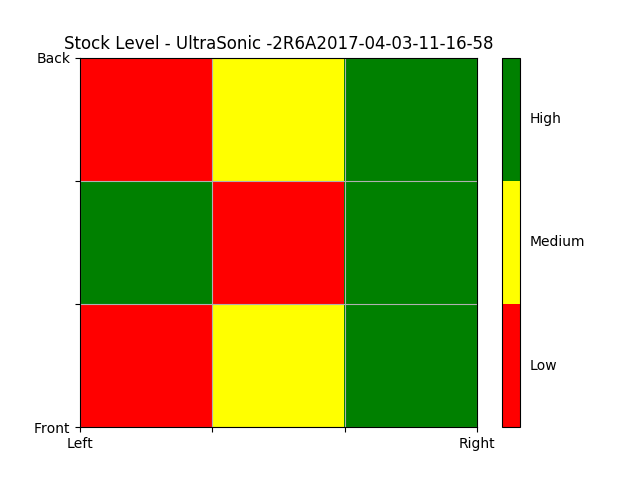 Stock Level - UltraSonic -2R6A2017-04-03-11-16-58
Back
High
Medium
Low
Front
Left
Right